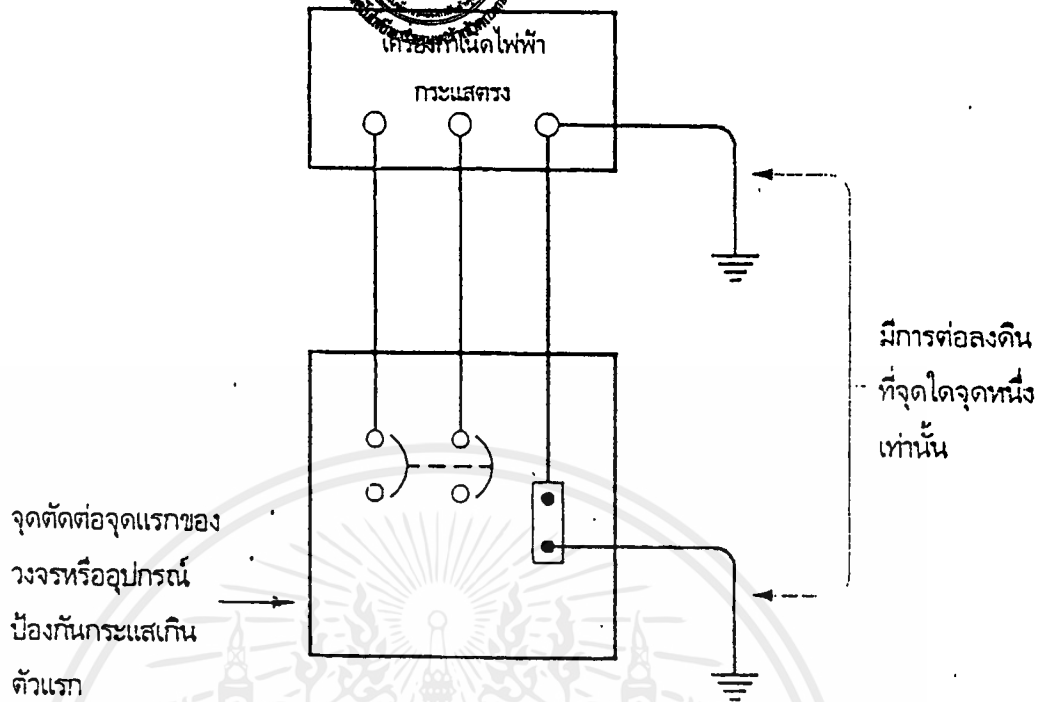 เครื่องกำเนิดไฟฟ้า
กระแสตรง
มีการต่อลงดิน
ที่จุดใดจุดหนึ่ง
เท่านั้น
จุดตัดต่อจุดแรกของ
วงจรหรืออุปกรณ์
ป้องกันกระแสเกิน
ตัวแรก